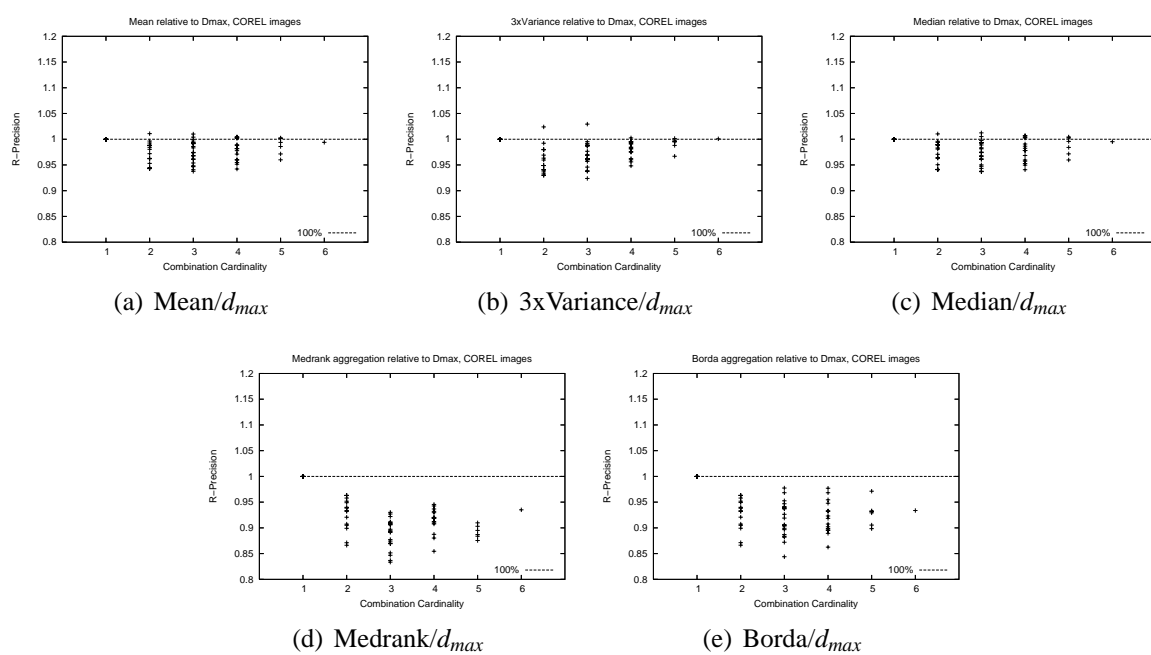 Mean relative to Dmax, COREL images
1.2
1.15
1.1
1.05
1
0.95
0.9
0.85
0.8
R-Precision
100%
1 2 3 4 5 6
Combination Cardinality
(a) Mean/dmax
3xVariance relative to Dmax, COREL images
1.2
1.15
1.1
1.05
1
0.95
0.9
0.85
0.8
R-Precision
100%
1 2 3 4 5 6
Combination Cardinality
(b) 3xVariance/dmax
Median relative to Dmax, COREL images
1.2
1.15
1.1
1.05
1
0.95
0.9
0.85
0.8
R-Precision
100%
1 2 3 4 5 6
Combination Cardinality
(c) Median/dmax
Medrank aggregation relative to Dmax, COREL images
1.2
1.15
1.1
1.05
1
0.95
0.9
0.85
0.8
R-Precision
100%
1 2 3 4 5 6
Combination Cardinality
(d) Medrank/dmax
Borda aggregation relative to Dmax, COREL images
1.2
1.15
1.1
1.05
1
0.95
0.9
0.85
0.8
R-Precision
100%
1 2 3 4 5 6
Combination Cardinality
(e) Borda/dmax